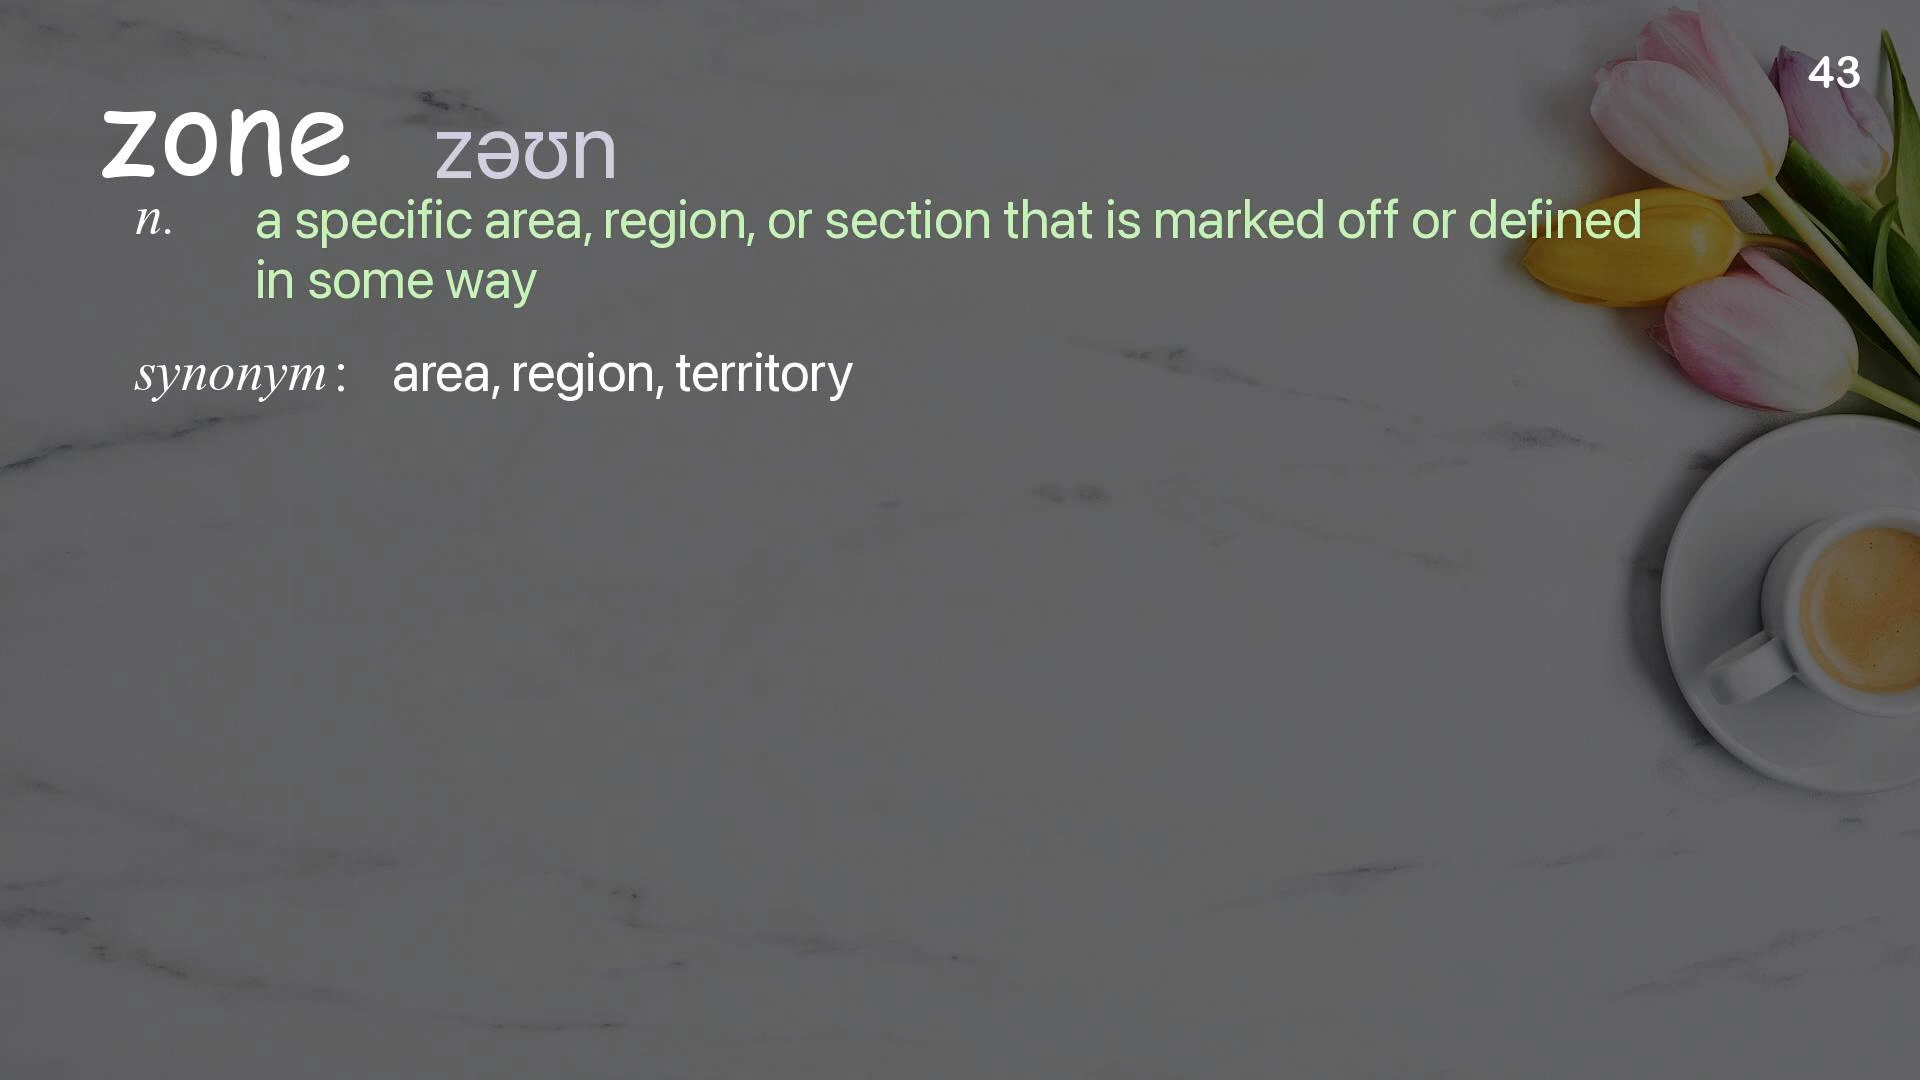 43
zone zəʊn
n. a specific area, region, or section that is marked off or defined
in some way
synonym: area, region, territory